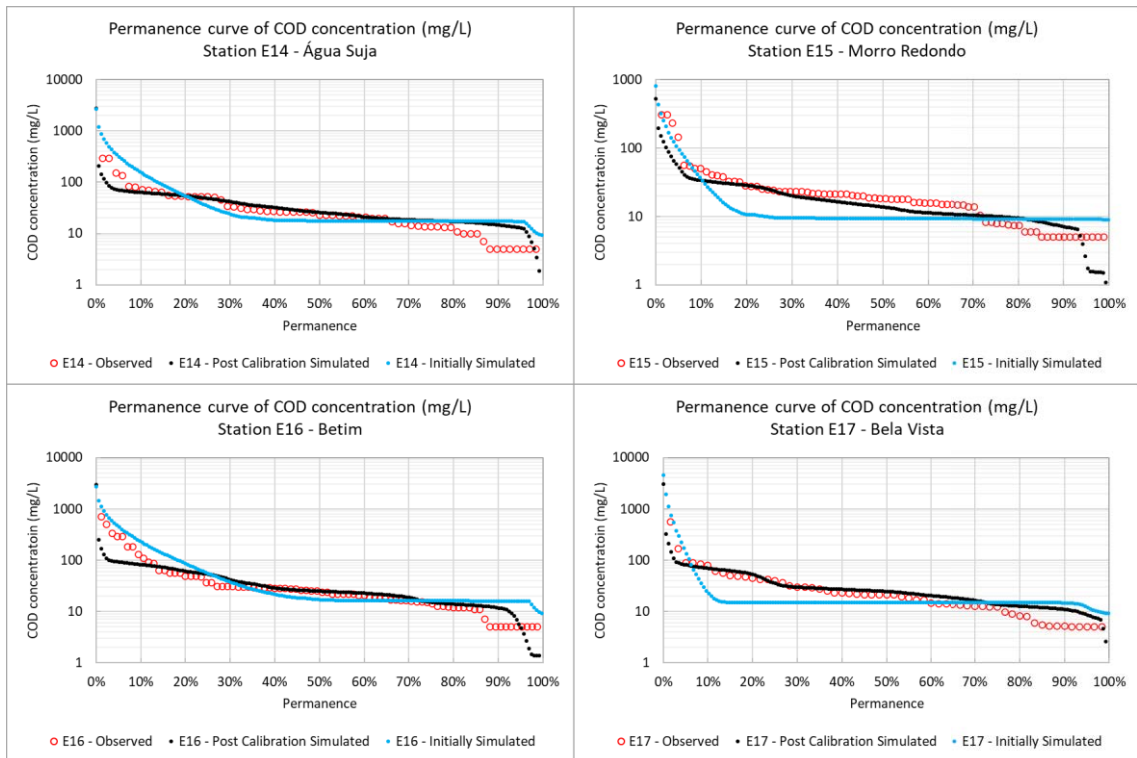 Permanence curve of COD concentration (mg/L)
Station E14 - Água Suja
COD concentration (mg/L)
10000
1000
100
10
1
0% 10% 20% 30% 40% 50% 60% 70% 80% 90% 100%
Permanence
E14 - Observed E14 - Post Calibration Simulated E14 - Initially Simulated
Permanence curve of COD concentration (mg/L)
Station E15 - Morro Redondo
COD concentratoin (mg/L)
1000
100
10
1
0% 10% 20% 30% 40% 50% 60% 70% 80% 90% 100%
Permanence
E15 - Observed E15 - Post Calibration Simulated E15 - Initially Simulated
Permanence curve of COD concentration (mg/L)
Station E16 - Betim
COD concentratoin (mg/L)
10000
1000
100
10
1
0% 10% 20% 30% 40% 50% 60% 70% 80% 90% 100%
Permanence
E16 - Observed E16 - Post Calibration Simulated E16 - Initially Simulated
Permanence curve of COD concentration (mg/L)
Station E17 - Bela Vista
COD concentratoin (mg/L)
10000
1000
100
10
1
0% 10% 20% 30% 40% 50% 60% 70% 80% 90% 100%
Permanence
E17 - Observed E17 - Post Calibration Simulated E17 - Initially Simulated